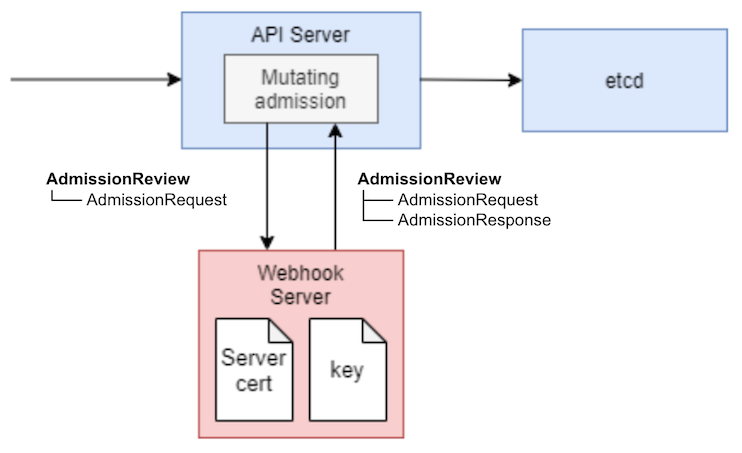 API Server
Mutating
admission
etcd
AdmissionReview
AdmissionRequest
AdmissionReview
AdmissionRequest
AdmissionResponse
Webhook
Server
Server
cert
key